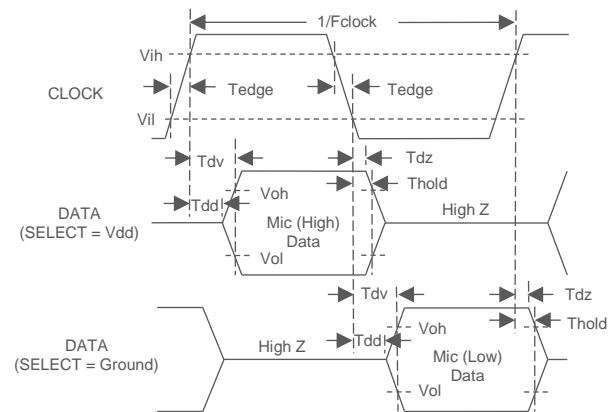 1/Fclock
Vih
CLOCK
Tedge
Tedge
Vil
Tdv
Tdz
Voh
Thold
Tdd
DATA
(SELECT = Vdd)
Mic (High)
Data
High Z
Vol
Tdv
Tdz
Voh
Thold
Tdd
DATA
(SELECT = Ground)
High Z
Mic (Low)
Data
Vol